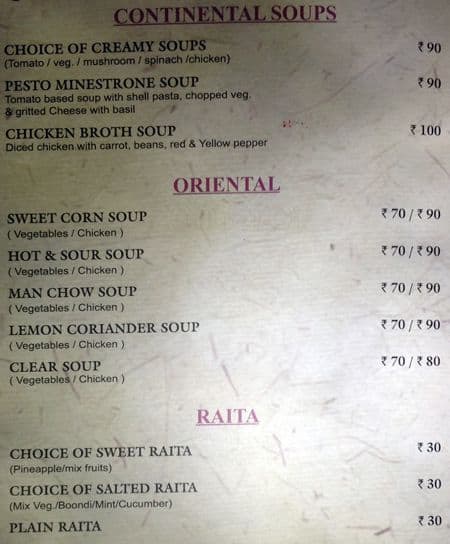 CONTINENTAL SOUPS
CHOICE OF CREAMY SOUPS ₹ 90
(Tomato / veg. / mushroom / spinach /chicken)
PESTO MINESTRONE SOUP ₹ 90
Tomato based soup with shell pasta, chopped veg.
& gritted Cheese with basil
CHICKEN BROTH SOUP ₹ 100
Diced chicken with carrot, beans, red & Yellow pepper
ORIENTAL
SWEET CORN SOUP ₹ 70 / ₹ 90
( Vegetables / Chicken )
HOT & SOUR SOUP ₹ 70 / ₹ 90
( Vegetables / Chicken )
MAN CHOW SOUP ₹ 70 / ₹ 90
( Vegetables / Chicken )
LEMON CORIANDER SOUP ₹ 70 / ₹ 90
( Vegetables / Chicken )
CLEAR SOUP ₹ 70 / ₹ 80
( Vegetables / Chicken )
RAITA
CHOICE OF SWEET RAITA ₹ 30
(Pineapple/mix fruits)
CHOICE OF SALTED RAITA ₹ 30
(Mix Veg./Boondi/Mint/Cucumber)
PLAIN RAITA ₹ 30